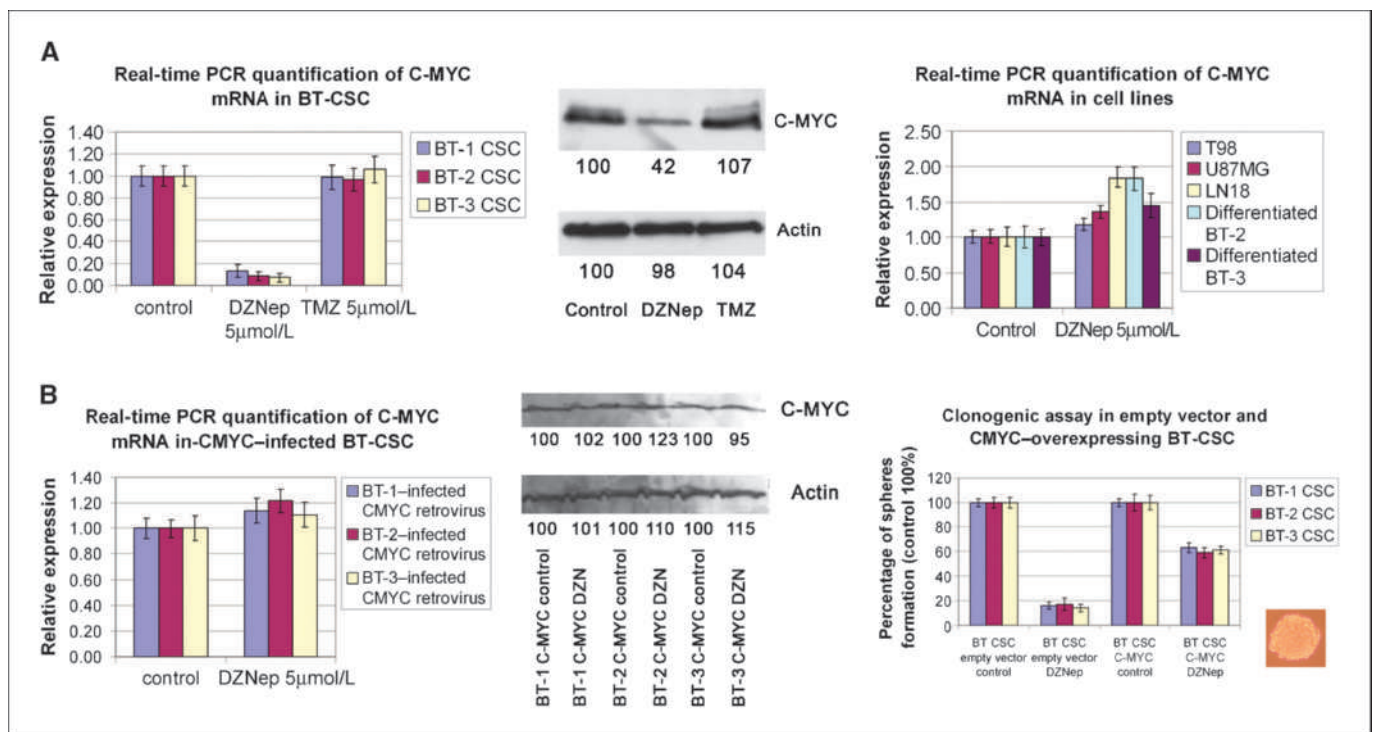 A
Real-time PCR quantification of C-MYC
mRNA in BT-CSC
Relative expression
1.40
1.20
1.00
0.80
0.60
0.40
0.20
0.00
control
DZNep
5µmol/L
TMZ 5µmol/L
BT-1 CSC
BT-2 CSC
BT-3 CSC
C-MYC
100 42 107
Actin
100 98 104
Control DZNep TMZ
Real-time PCR quantification of C-MYC
mRNA in cell lines
Relative expression
2.50
2.00
1.50
1.00
0.50
0.00
Control DZNep 5µmol/L
T98
U87MG
LN18
Differentiated
BT-2
Differentiated
BT-3
B
Real-time PCR quantification of C-MYC
mRNA in-CMYC–infected BT-CSC
Relative expression
1.40
1.20
1.00
0.80
0.60
0.40
0.20
0.00
control DZNep 5µmol/L
BT-1–infected
CMYC retrovirus
BT-2–infected
CMYC retrovirus
BT-3–infected
CMYC retrovirus
C-MYC
100 102 100 123 100 95
Actin
100 101 100 110 100 115
BT-1 C-MYC control
BT-1 C-MYC DZN
BT-2 C-MYC control
BT-2 C-MYC DZN
BT-3 C-MYC control
BT-3 C-MYC DZN
Clonogenic assay in empty vector and
CMYC–overexpressing BT-CSC
Percentage of spheres
formation (control 100%)
120
100
80
60
40
20
0
BT CSC
empty vector
control
BT CSC
empty vector
DZNep
BT CSC
C-MYC
control
BT CSC
C-MYC
DZNep
BT-1 CSC
BT-2 CSC
BT-3 CSC